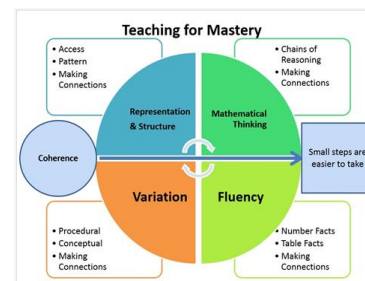 Teaching for Mastery
• Access
• Pattern
• Making
Connections
• Chains of
Reasoning
• Making
Connections
Representation
& Structure
Mathematical
Thinking
Coherence
Small steps are
easier to take
Variation
Fluency
• Procedural
• Conceptual
• Making
Connections
• Number Facts
• Table Facts
• Making
Connections